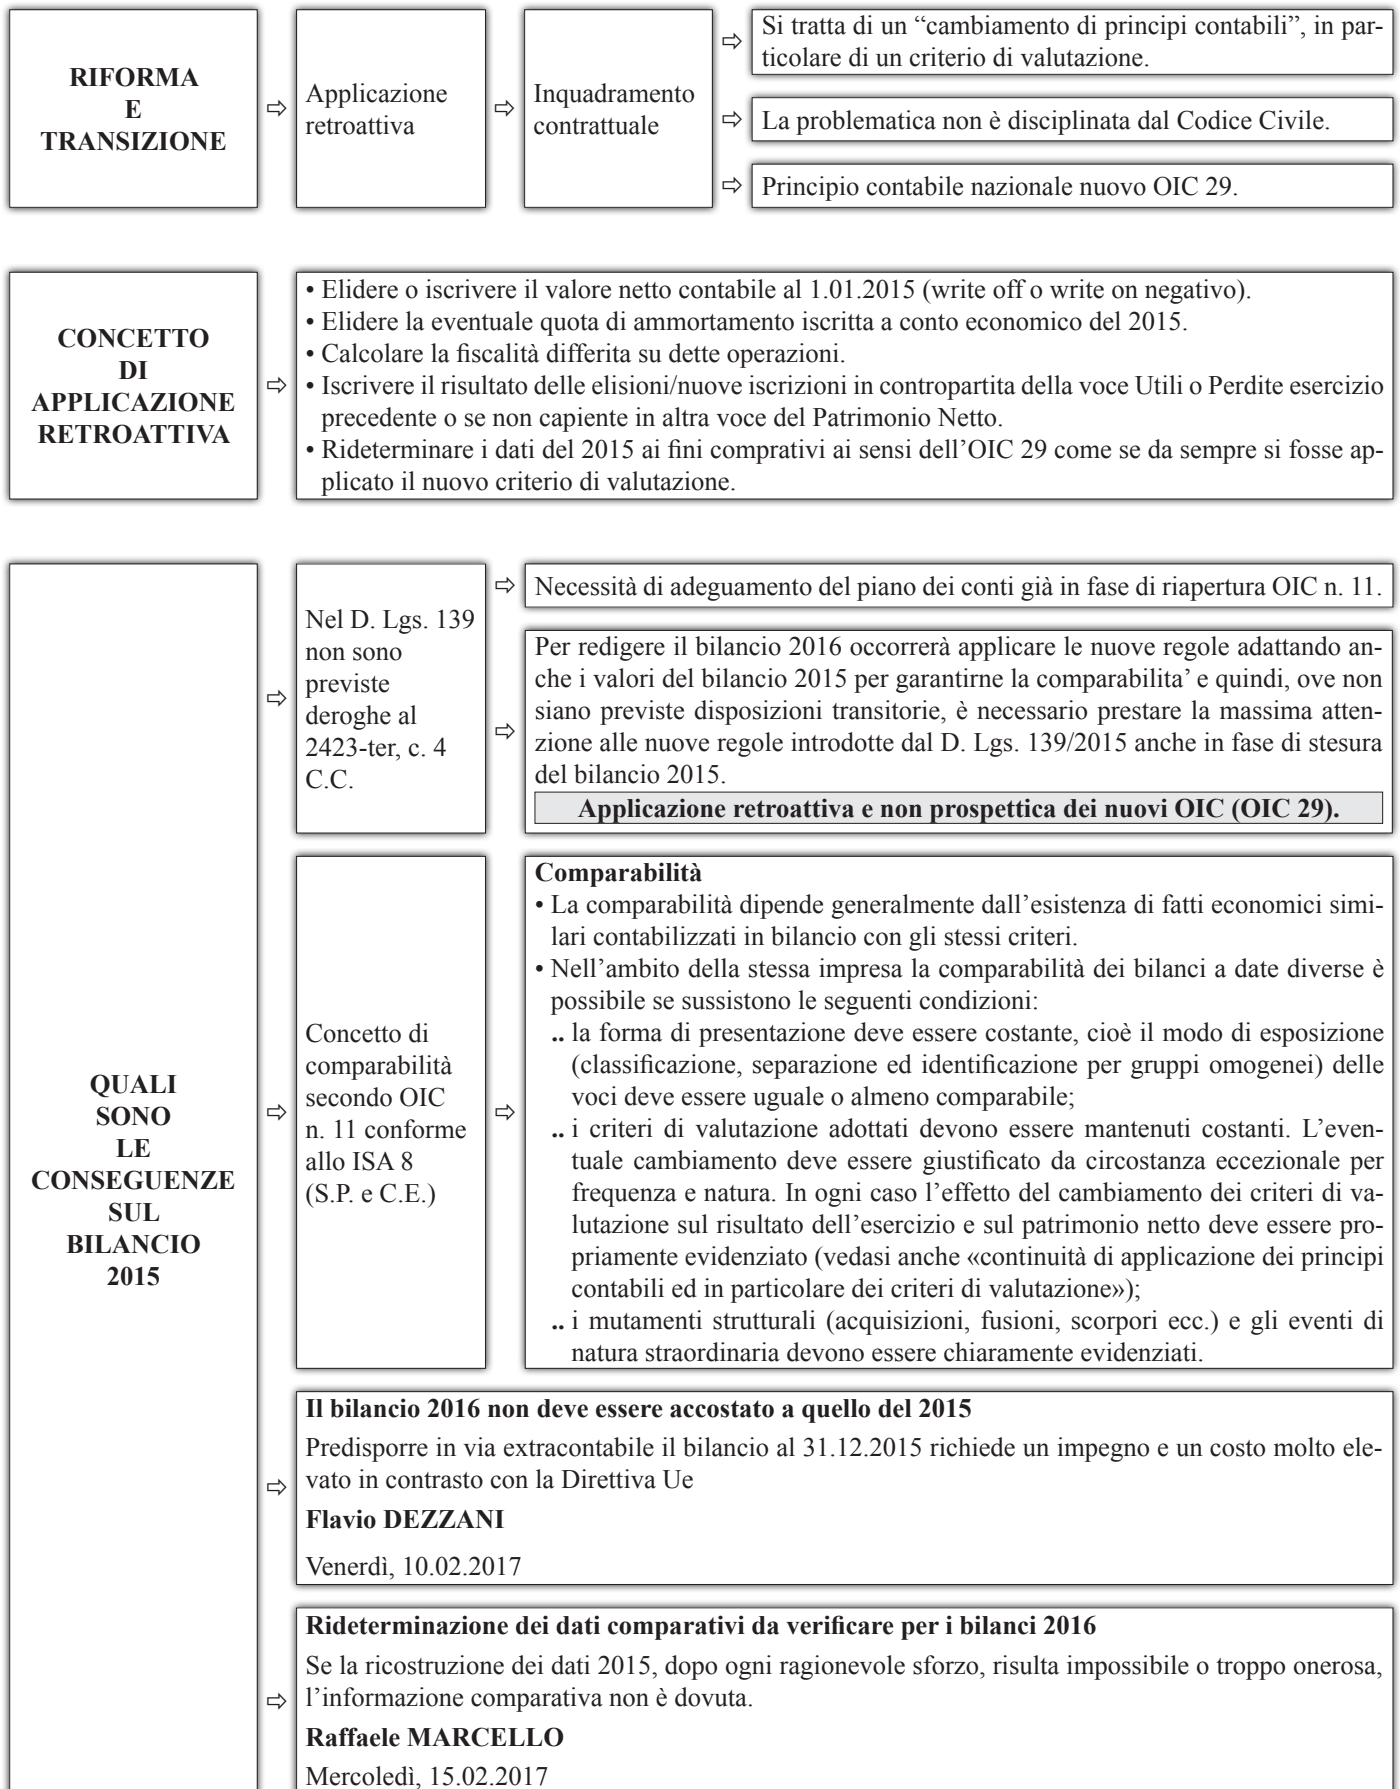 RIFORMA
E
TRANSIZIONE
⇨
Applicazione
retroattiva
⇨
Inquadramento
contrattuale
⇨
Si tratta di un “cambiamento di principi contabili”, in par-
ticolare di un criterio di valutazione.
⇨
La problematica non è disciplinata dal Codice Civile.
⇨
Principio contabile nazionale nuovo OIC 29.
CONCETTO
DI
APPLICAZIONE
RETROATTIVA
⇨
• Elidere o iscrivere il valore netto contabile al 1.01.2015 (write off o write on negativo).
• Elidere la eventuale quota di ammortamento iscritta a conto economico del 2015.
• Calcolare la fiscalità differita su dette operazioni.
• Iscrivere il risultato delle elisioni/nuove iscrizioni in contropartita della voce Utili o Perdite esercizio
precedente o se non capiente in altra voce del Patrimonio Netto.
• Rideterminare i dati del 2015 ai fini comprativi ai sensi dell’OIC 29 come se da sempre si fosse ap-
plicato il nuovo criterio di valutazione.
QUALI
SONO
LE
CONSEGUENZE
SUL
BILANCIO
2015
⇨
Nel D. Lgs. 139
non sono
previste
deroghe al
2423-ter, c. 4
C.C.
⇨
Necessità di adeguamento del piano dei conti già in fase di riapertura OIC n. 11.
⇨
Per redigere il bilancio 2016 occorrerà applicare le nuove regole adattando an-
che i valori del bilancio 2015 per garantirne la comparabilita’ e quindi, ove non
siano previste disposizioni transitorie, è necessario prestare la massima atten-
zione alle nuove regole introdotte dal D. Lgs. 139/2015 anche in fase di stesura
del bilancio 2015.
Applicazione retroattiva e non prospettica dei nuovi OIC (OIC 29).
⇨
Concetto di
comparabilità
secondo OIC
n. 11 conforme
allo ISA 8
(S.P. e C.E.)
⇨
Comparabilità
• La comparabilità dipende generalmente dall’esistenza di fatti economici simi-
lari contabilizzati in bilancio con gli stessi criteri.
• Nell’ambito della stessa impresa la comparabilità dei bilanci a date diverse è
possibile se sussistono le seguenti condizioni:
.. la forma di presentazione deve essere costante, cioè il modo di esposizione
(classificazione, separazione ed identificazione per gruppi omogenei) delle
voci deve essere uguale o almeno comparabile;
.. i criteri di valutazione adottati devono essere mantenuti costanti. L’even-
tuale cambiamento deve essere giustificato da circostanza eccezionale per
frequenza e natura. In ogni caso l’effetto del cambiamento dei criteri di va-
lutazione sul risultato dell’esercizio e sul patrimonio netto deve essere pro-
priamente evidenziato (vedasi anche «continuità di applicazione dei principi
contabili ed in particolare dei criteri di valutazione»);
.. i mutamenti strutturali (acquisizioni, fusioni, scorpori ecc.) e gli eventi di
natura straordinaria devono essere chiaramente evidenziati.
⇨
Il bilancio 2016 non deve essere accostato a quello del 2015
Predisporre in via extracontabile il bilancio al 31.12.2015 richiede un impegno e un costo molto ele-
vato in contrasto con la Direttiva Ue
Flavio DEZZANI
Venerdì, 10.02.2017
⇨
Rideterminazione dei dati comparativi da verificare per i bilanci 2016
Se la ricostruzione dei dati 2015, dopo ogni ragionevole sforzo, risulta impossibile o troppo onerosa,
l’informazione comparativa non è dovuta.
Raffaele MARCELLO
Mercoledì, 15.02.2017